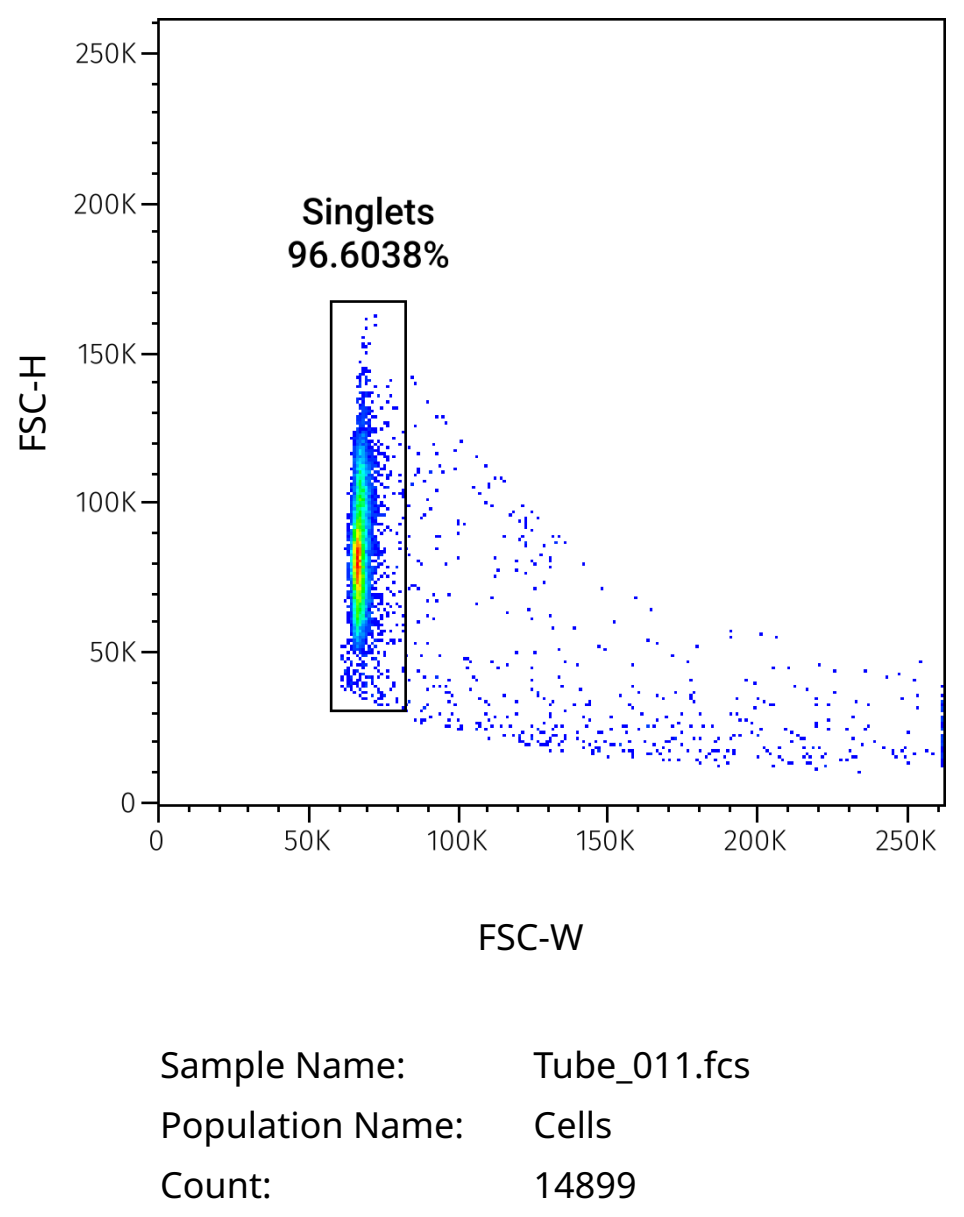 250K
200K
Singlets
96.6038%
150K
FSC-H
100K
50K
0
0 50K 100K 150K 200K 250K
FSC-W
Sample Name: Tube_011.fcs
Population Name: Cells
Count: 14899